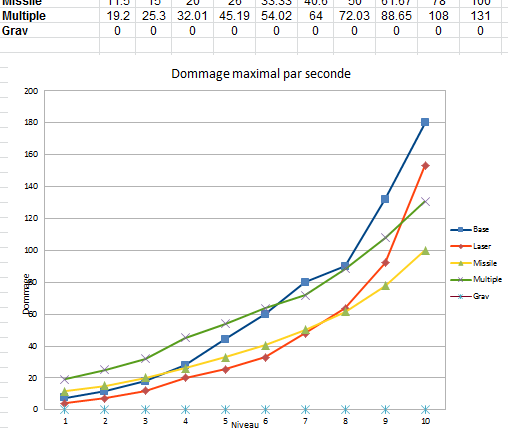 Missile 11.5 15 20 26 33.33 40.6 50 61.67 78 100
Multiple 19.2 25.3 32.01 45.19 54.02 64 72.03 88.65 108 131
Grav 0 0 0 0 0 0 0 0 0 0
Dommage maximal par seconde
200
180
160
140
120
100
80
60
40
20
0
Dommage
1 2 3 4 5 6 7 8 9 10
Niveau
Base
Laser
Missile
Multiple
Grav